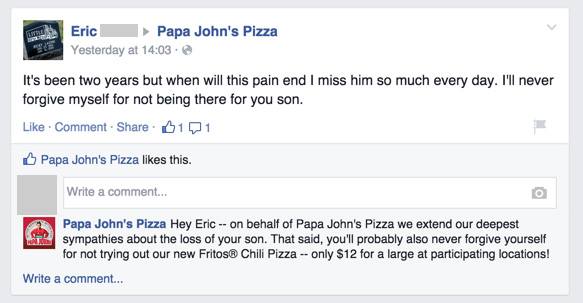 Eric ▸ Papa John's Pizza
Yesterday at 14:03 ·
It's been two years but when will this pain end I miss him so much every day. I'll never
forgive myself for not being there for you son.
Like · Comment · Share · 1 1
Papa John's Pizza likes this.
Write a comment...
Papa John's Pizza Hey Eric -- on behalf of Papa John's Pizza we extend our deepest
sympathies about the loss of your son. That said, you'll probably also never forgive yourself
for not trying out our new Fritos® Chili Pizza -- only $12 for a large at participating locations!
Write a comment...